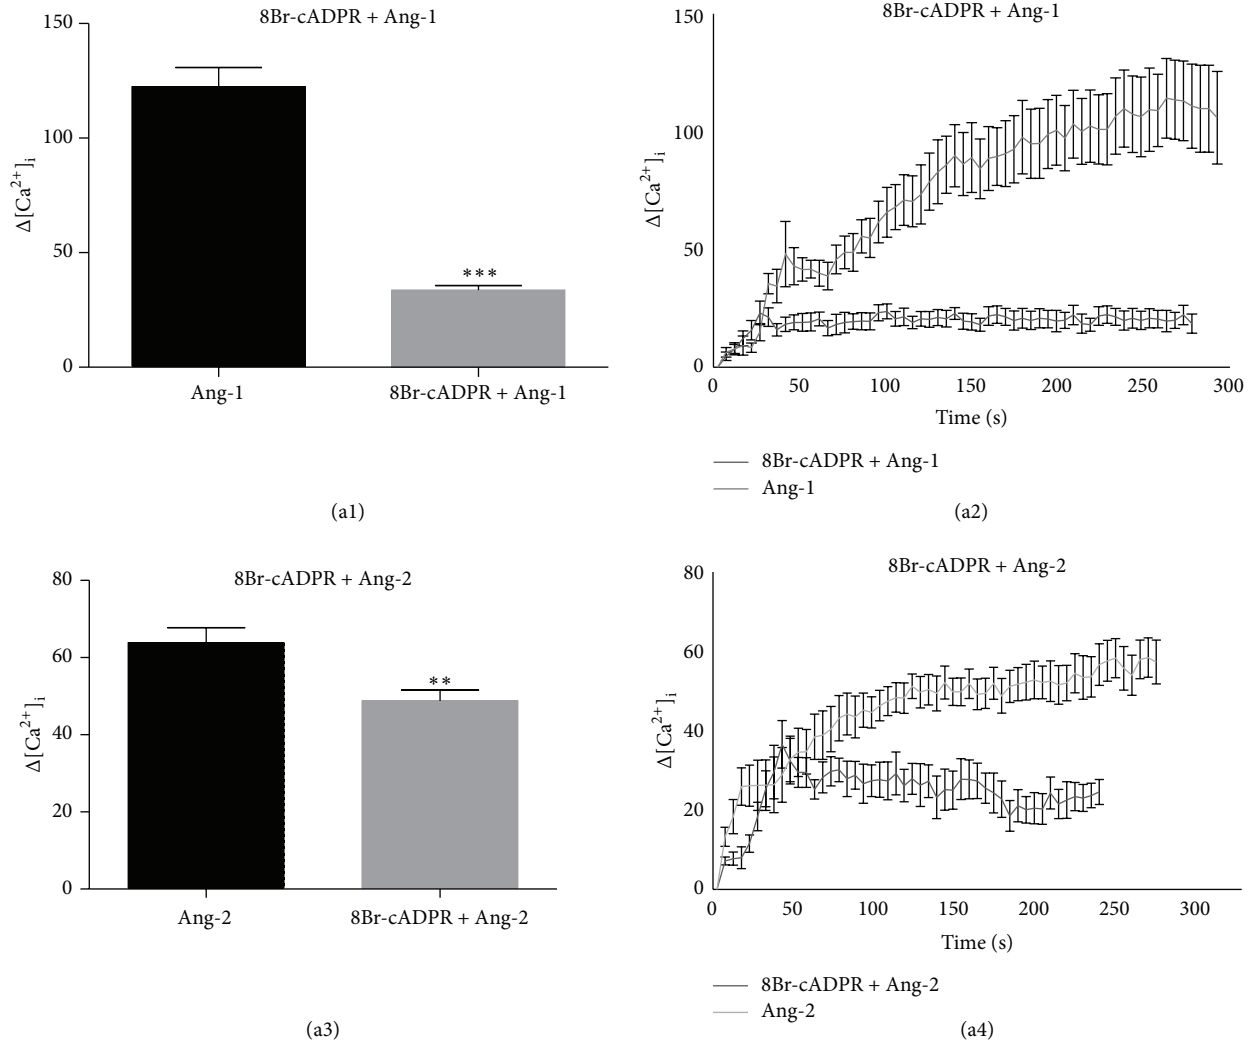 8Br-cADPR + Ang-1
150
100
50
0
Δ[Ca²⁺]ᵢ
***
Ang-1
8Br-cADPR + Ang-1
(a1)
8Br-cADPR + Ang-1
150
100
50
0
Δ[Ca²⁺]ᵢ
0 50 100 150 200 250 300
Time (s)
8Br-cADPR + Ang-1
Ang-1
(a2)
8Br-cADPR + Ang-2
80
60
40
20
0
Δ[Ca²⁺]ᵢ
**
Ang-2
8Br-cADPR + Ang-2
(a3)
8Br-cADPR + Ang-2
80
60
40
20
0
Δ[Ca²⁺]ᵢ
0 50 100 150 200 250 300
Time (s)
8Br-cADPR + Ang-2
Ang-2
(a4)